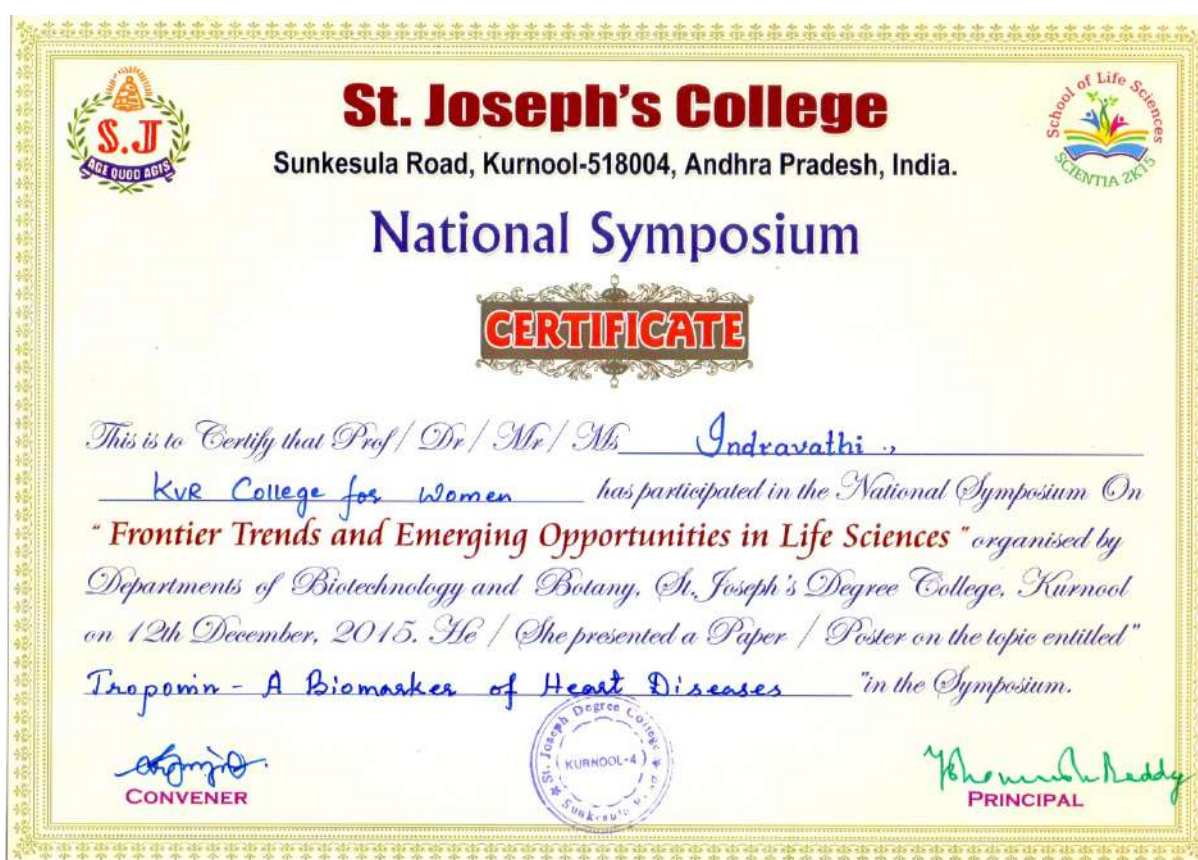 S.J
AGE QUOD AGIS
St. Joseph's College
Sunkesula Road, Kurnool-518004, Andhra Pradesh, India.
School of Life Sciences
SCIENTIA 2K15
National Symposium
CERTIFICATE
This is to Certify that Prof / Dr / Mr / Ms Indravathi .,
KVR College for Women has participated in the National Symposium On
" Frontier Trends and Emerging Opportunities in Life Sciences " organised by
Departments of Biotechnology and Botany, St. Joseph's Degree College, Kurnool
on 12th December, 2015. He / She presented a Paper / Poster on the topic entitled "
Troponin - A Biomarker of Heart Diseases "in the Symposium.
St. Joseph Degree College
KURNOOL-4
CONVENER
Reddy
PRINCIPAL